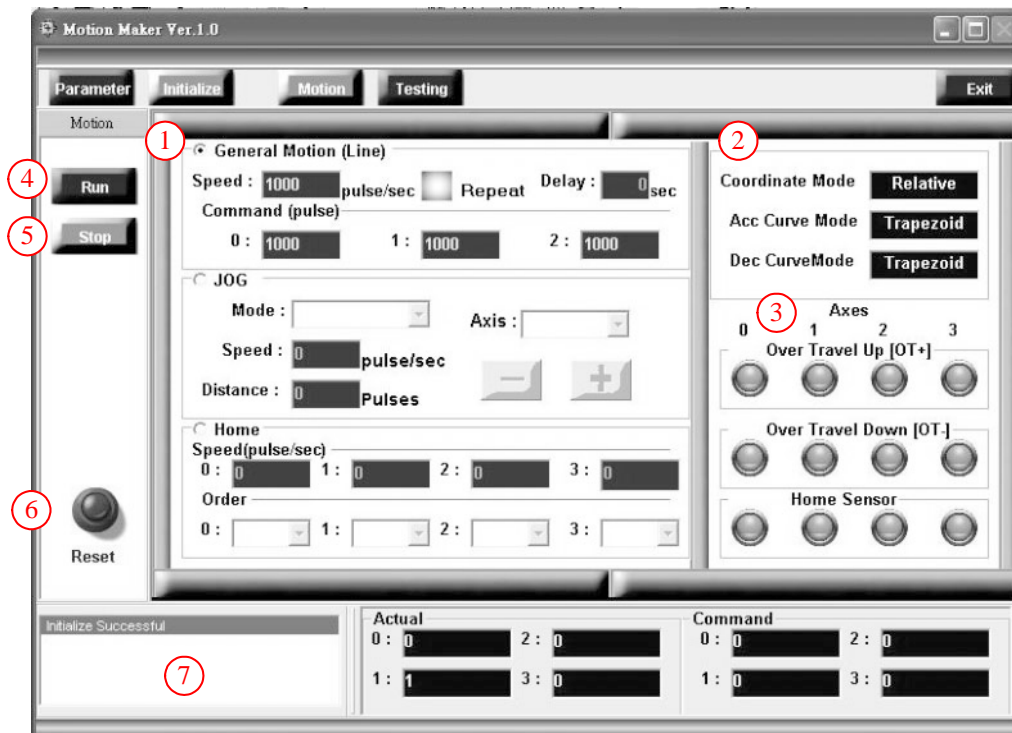 Motion Maker Ver.1.0
Parameter Initialize Motion Testing Exit
Motion
1
General Motion (Line)
Speed : 1000 pulse/sec Repeat Delay : 0 sec
Command (pulse)
0 : 1000 1 : 1000 2 : 1000
JOG
Mode : Axis :
Speed : 0 pulse/sec
Distance : 0 Pulses
− +
Home
Speed(pulse/sec)
0 : 0 1 : 0 2 : 0 3 : 0
Order
0 : 1 : 2 : 3 :
2
Coordinate Mode Relative
Acc Curve Mode Trapezoid
Dec CurveMode Trapezoid
3
Axes
0 1 2 3
Over Travel Up [OT+]
Over Travel Down [OT-]
Home Sensor
4
Run
5
Stop
6
Reset
Initialize Successful
7
Actual
0 : 0 2 : 0
1 : 1 3 : 0
Command
0 : 0 2 : 0
1 : 0 3 : 0